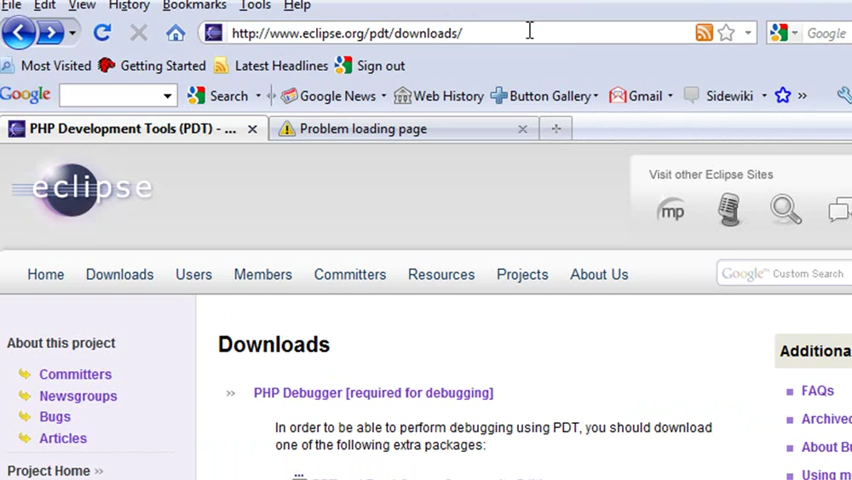 File Edit View History Bookmarks Tools Help
http://www.eclipse.org/pdt/downloads/
Google
Most Visited Getting Started Latest Headlines Sign out
Google Search Google News Web History Button Gallery Gmail Sidewiki »
PHP Development Tools (PDT) - ... Problem loading page
eclipse
Visit other Eclipse Sites
mp
Home Downloads Users Members Committers Resources Projects About Us
Google™ Custom Search
About this project
Committers
Newsgroups
Bugs
Articles
Project Home »
Downloads
» PHP Debugger [required for debugging]
In order to be able to perform debugging using PDT, you should download
one of the following extra packages:
Additiona
FAQs
Archived
About Bu
Using m